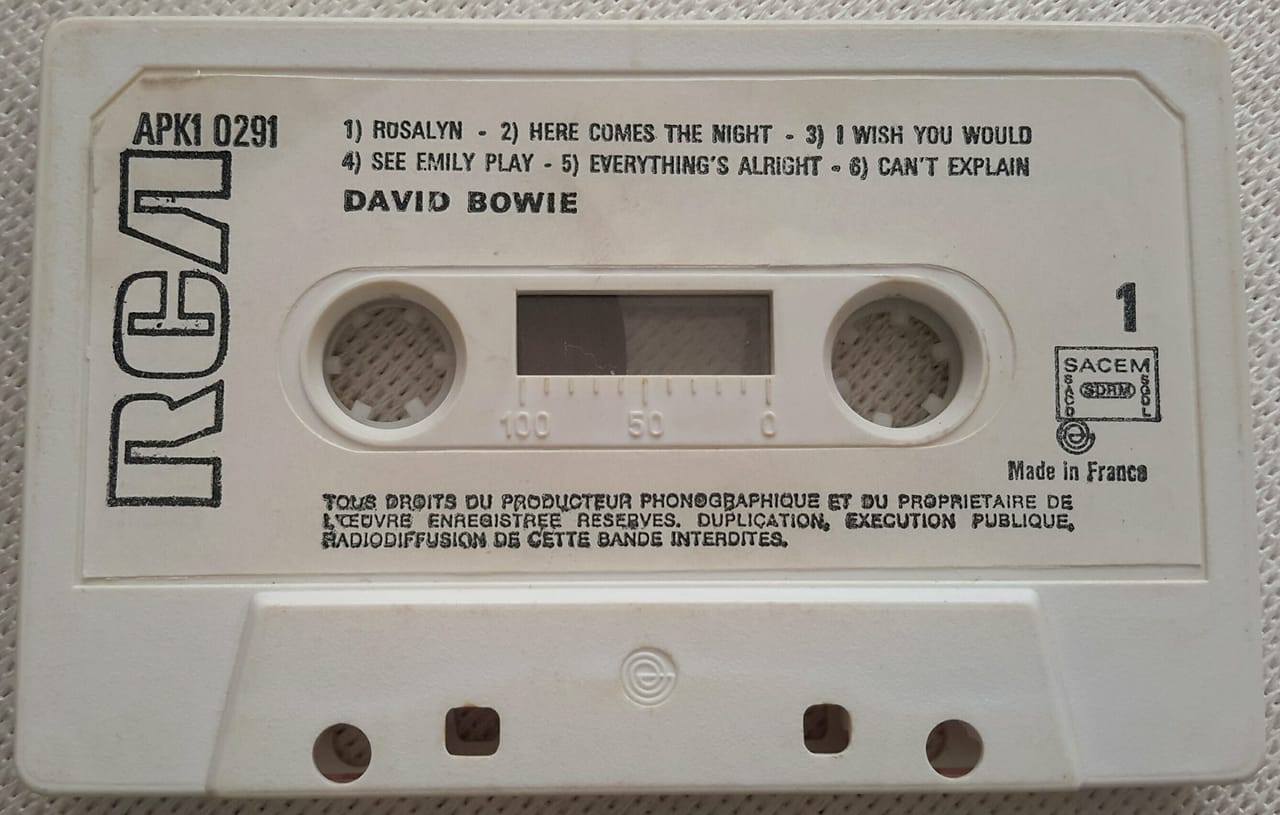 APK1 0291
RCA
1) ROSALYN - 2) HERE COMES THE NIGHT - 3) I WISH YOU WOULD
4) SEE EMILY PLAY - 5) EVERYTHING'S ALRIGHT - 6) CAN'T EXPLAIN
DAVID BOWIE
100 50 0
1
SACEM
SACD SDRM SGDL
Made in France
TOUS DROITS DU PRODUCTEUR PHONOGRAPHIQUE ET DU PROPRIETAIRE DE
L'ŒUVRE ENREGISTREE RESERVES. DUPLICATION, EXECUTION PUBLIQUE,
RADIODIFFUSION DE CETTE BANDE INTERDITES.